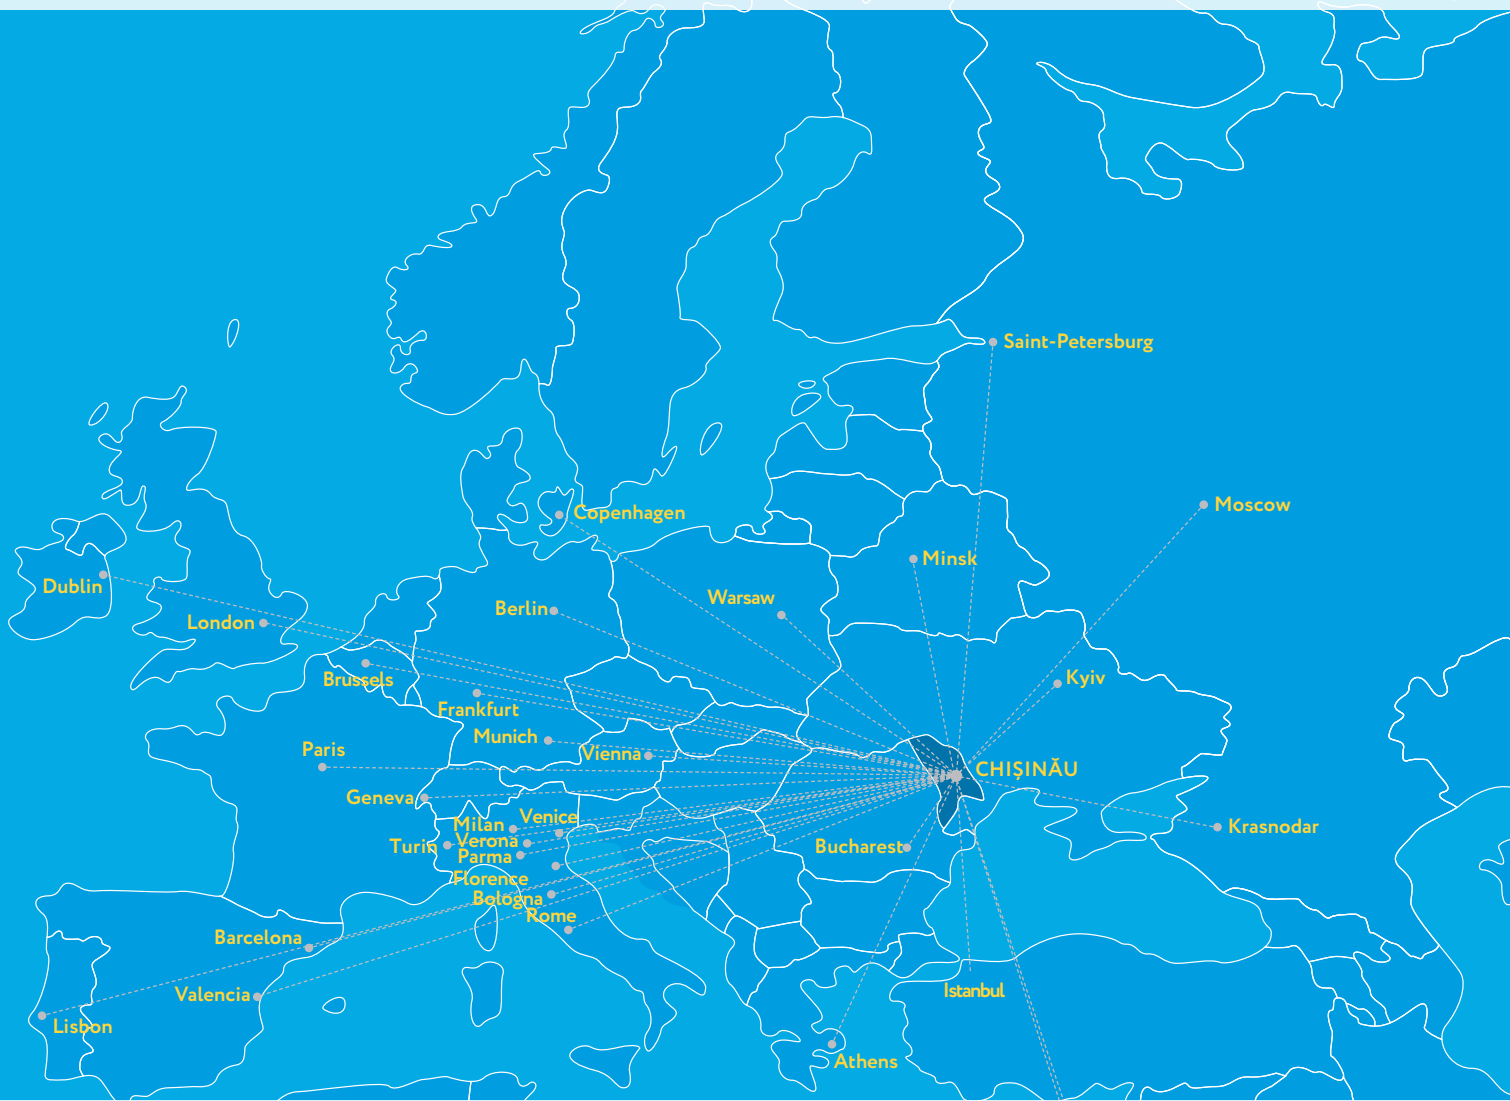 Saint-Petersburg
Moscow
Copenhagen
Minsk
Dublin
Warsaw
Berlin
London
Brussels
Kyiv
Frankfurt
Munich
Paris
Vienna
CHIȘINĂU
Geneva
Venice
Milan
Krasnodar
Verona
Turin
Bucharest
Parma
Florence
Bologna
Rome
Barcelona
Istanbul
Valencia
Lisbon
Athens